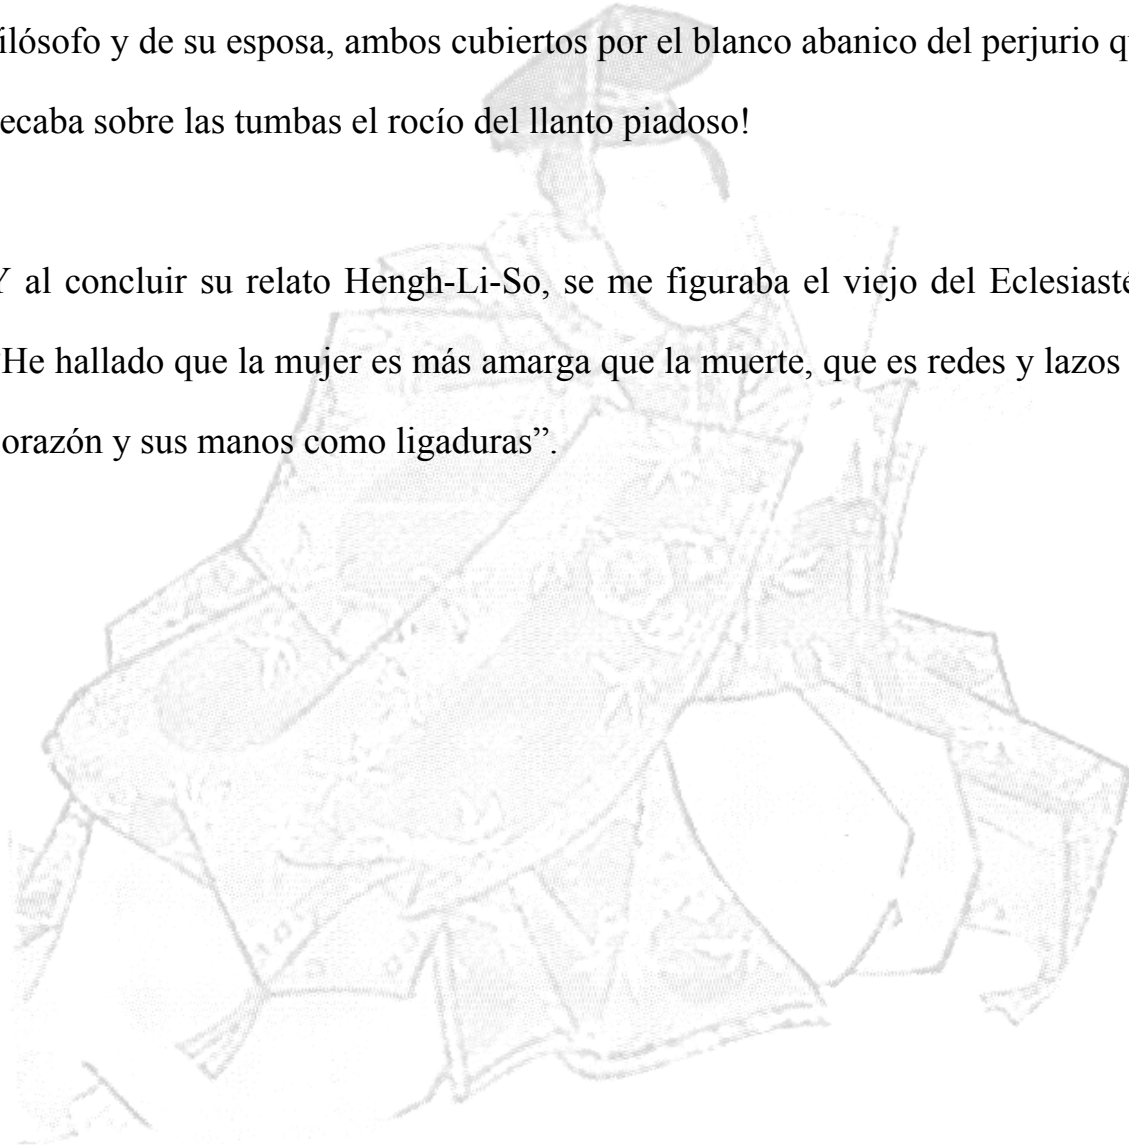 ilósofo y de su esposa, ambos cubiertos por el blanco abanico del perjurio q
ecaba sobre las tumbas el rocío del llanto piadoso!
Y al concluir su relato Hengh-Li-So, se me figuraba el viejo del Eclesiasté
He hallado que la mujer es más amarga que la muerte, que es redes y lazos
orazón y sus manos como ligaduras”.